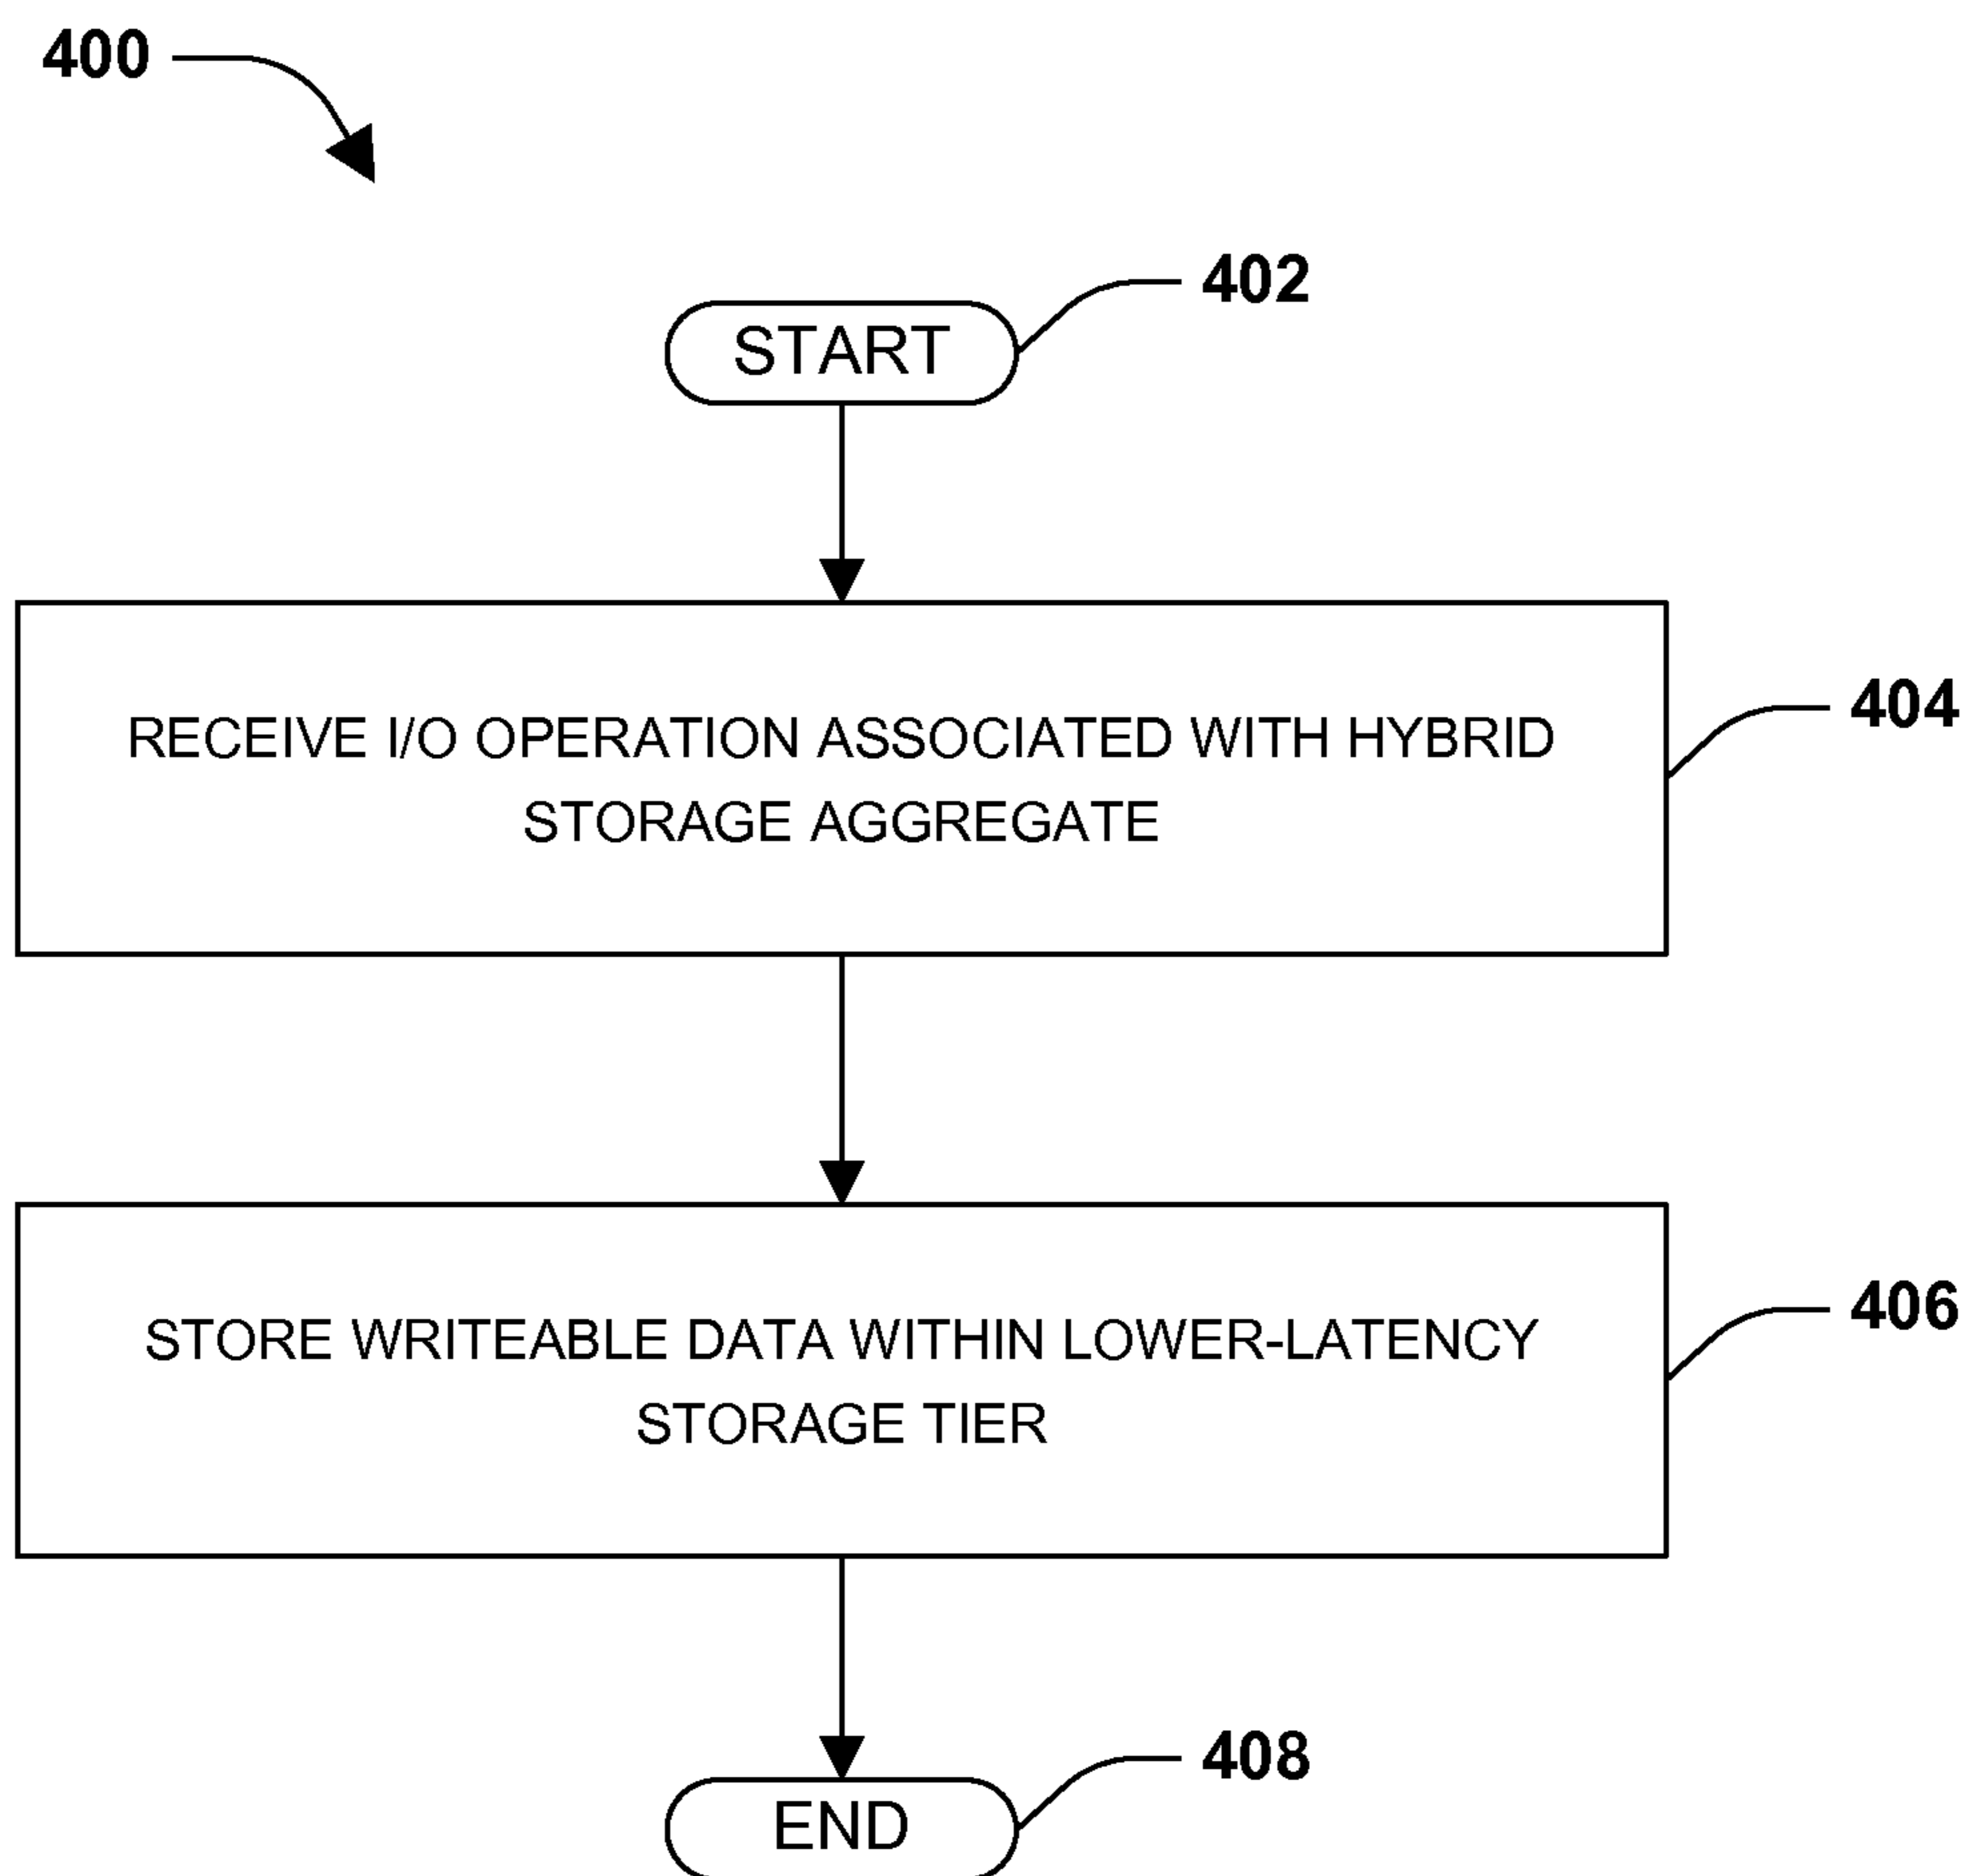 400
402
START
RECEIVE I/O OPERATION ASSOCIATED WITH HYBRID
STORAGE AGGREGATE
404
STORE WRITEABLE DATA WITHIN LOWER-LATENCY
STORAGE TIER
406
408
END